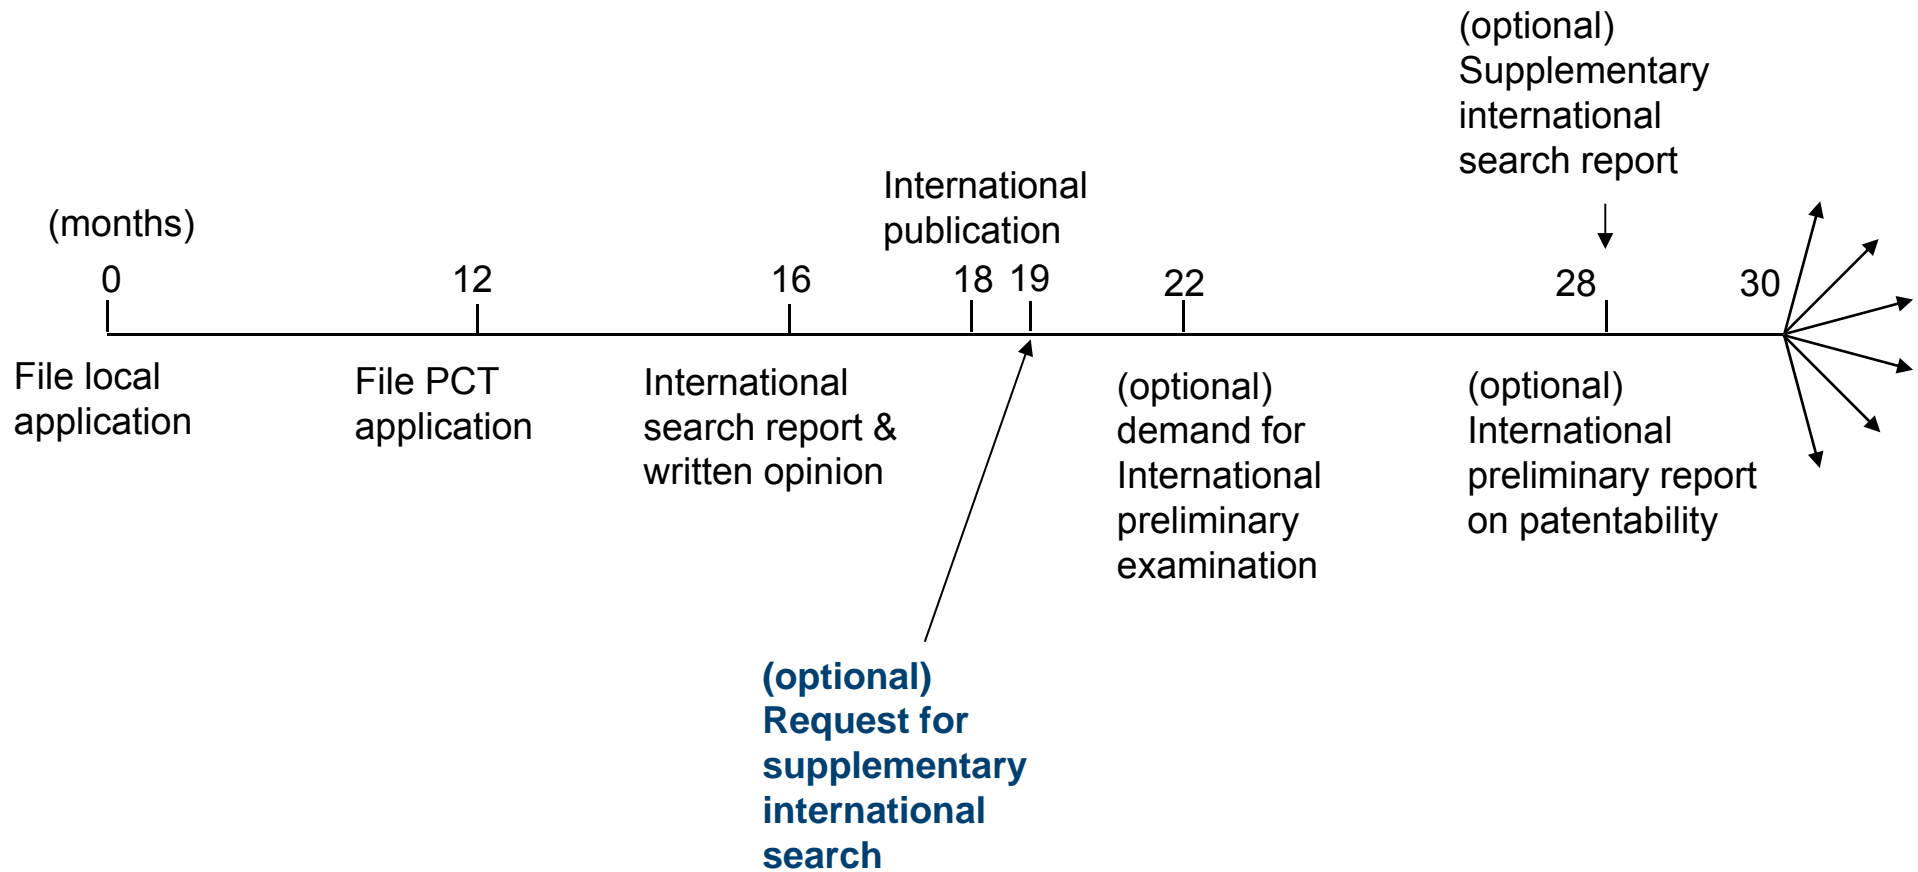 (optional)
Supplementary
international
search report
International
publication
(months)
0
12
16
18
19
22
28
30
File local
application
File PCT
application
International
search report &
written opinion
(optional)
demand for
International
preliminary
examination
(optional)
International
preliminary report
on patentability
(optional)
Request for
supplementary
international
search